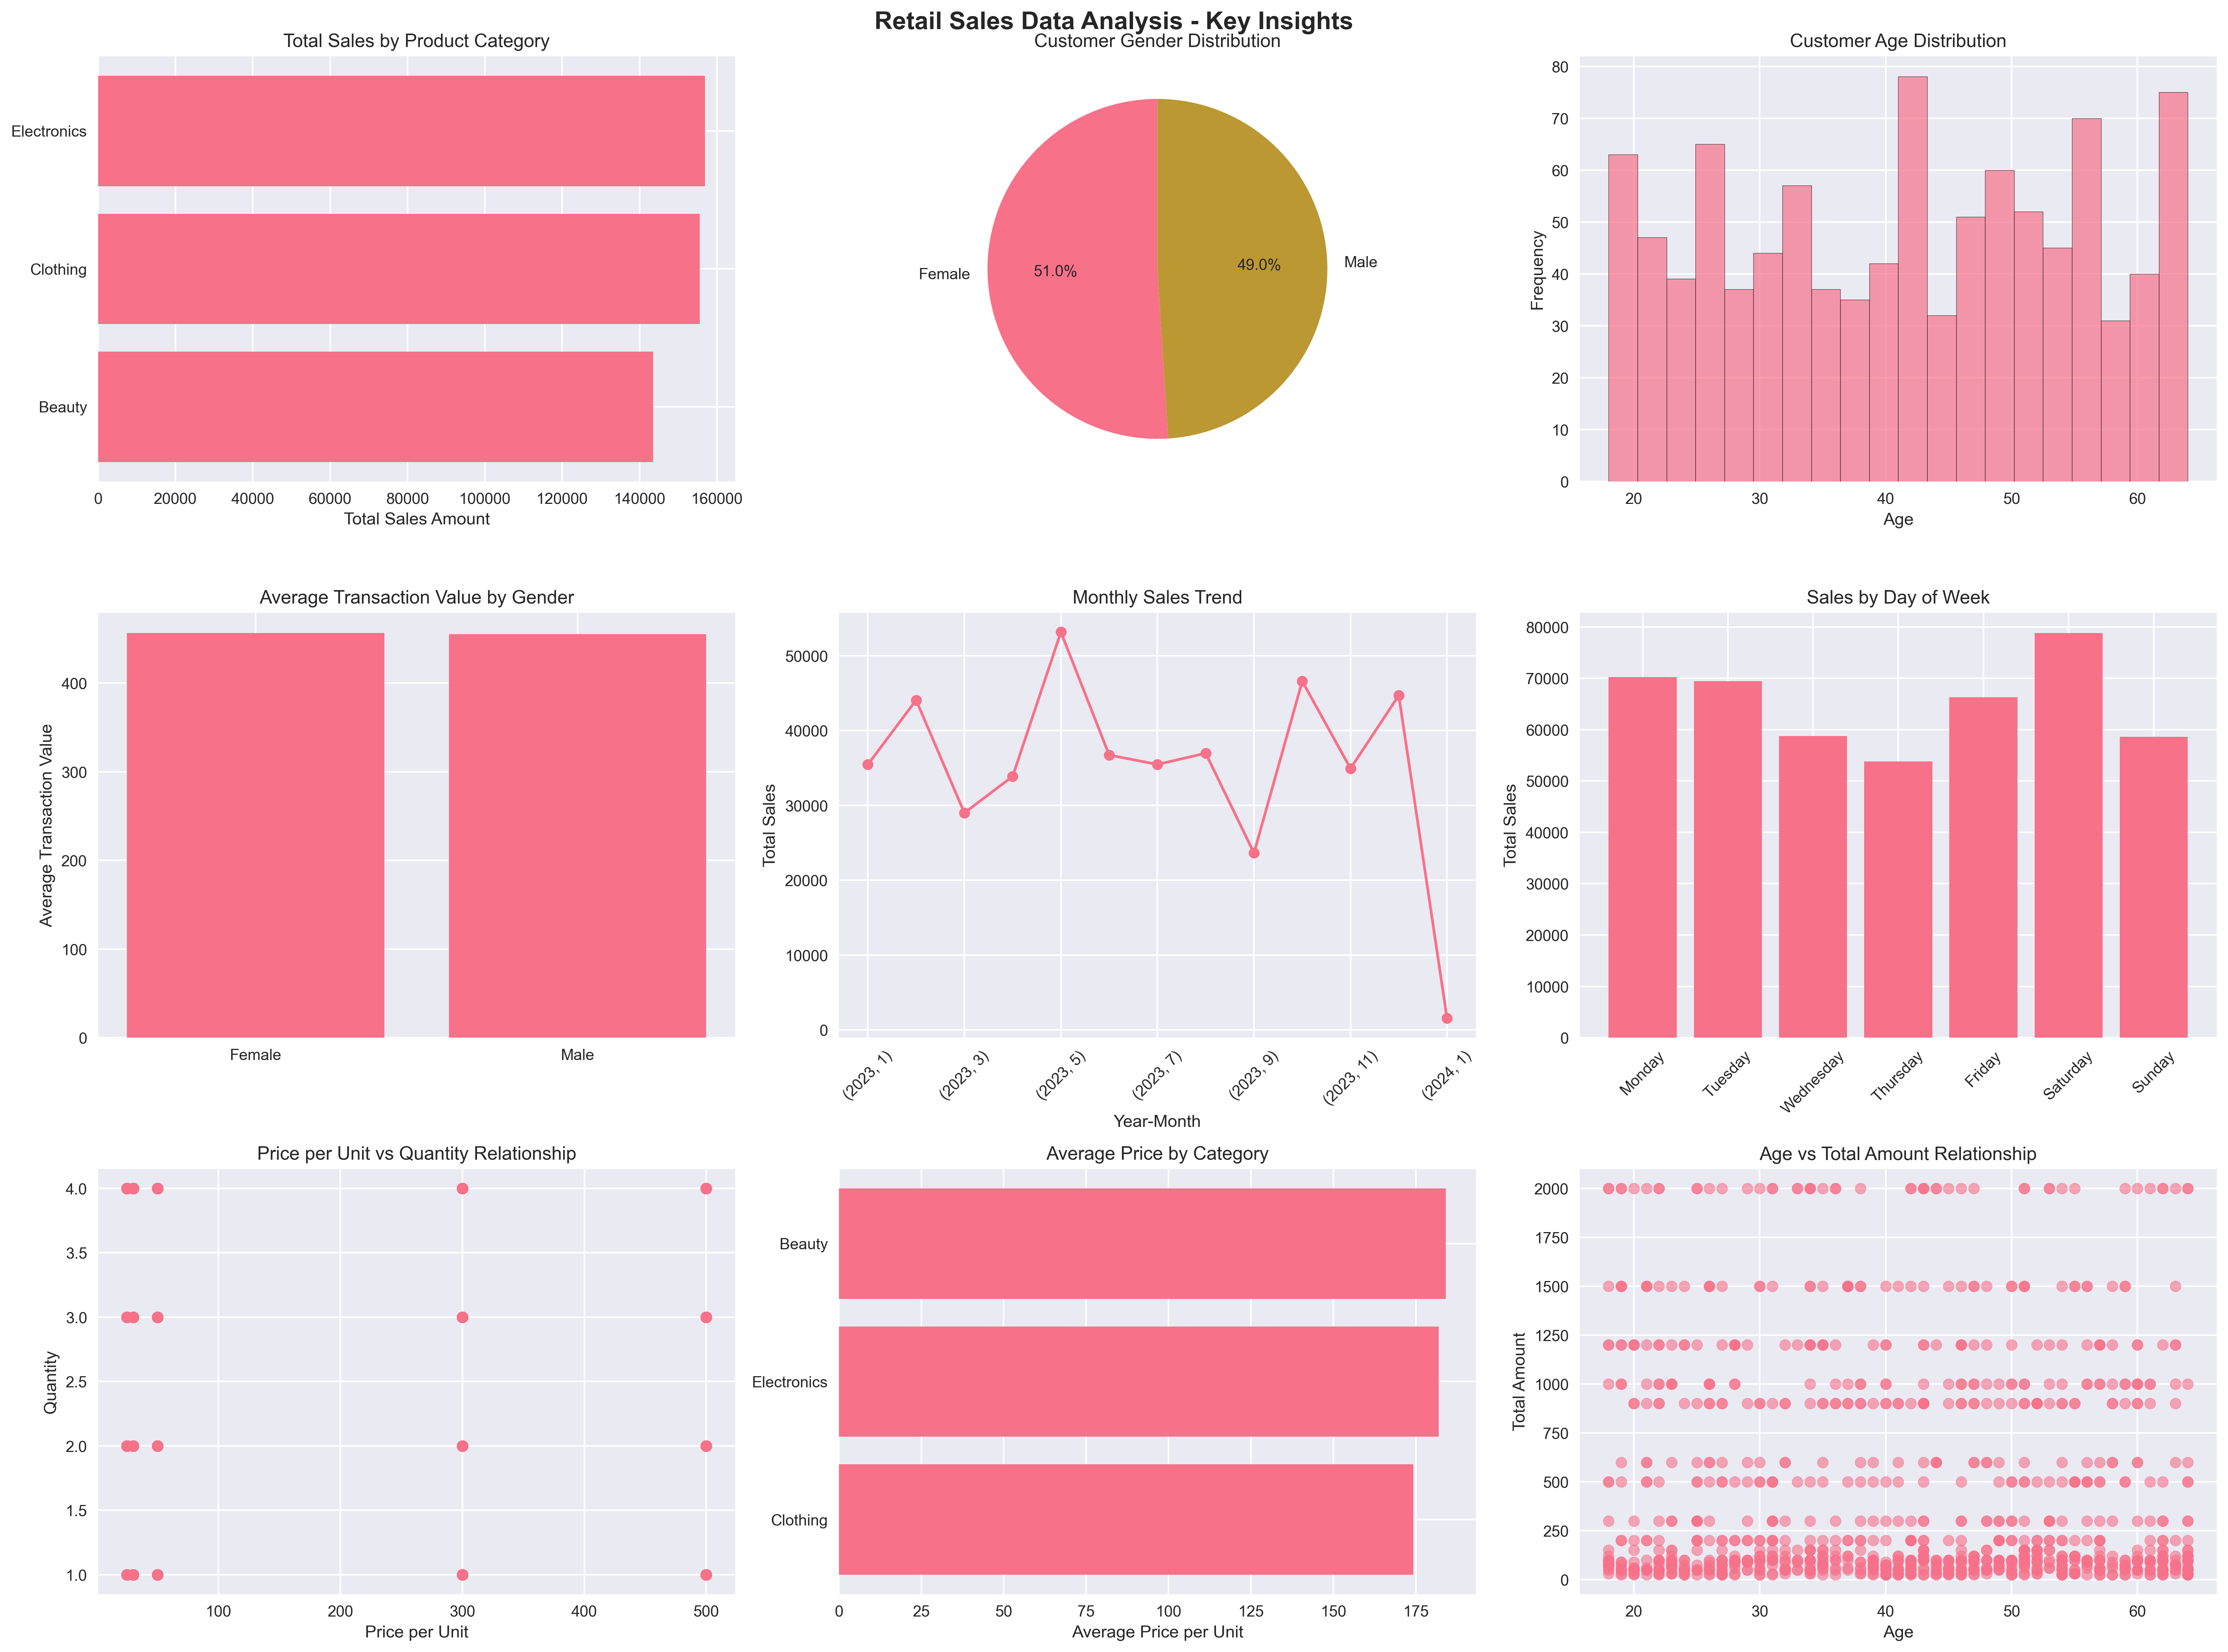 Retail Sales Data Analysis - Key Insights
Total Sales by Product Category
Electronics
Clothing
Beauty
0 20000 40000 60000 80000 100000 120000 140000 160000
Total Sales Amount
Customer Gender Distribution
Female
51.0%
49.0%
Male
Customer Age Distribution
80
70
60
50
40
30
20
10
0
Frequency
20 30 40 50 60
Age
Average Transaction Value by Gender
400
300
200
100
0
Average Transaction Value
Female Male
Monthly Sales Trend
50000
40000
30000
20000
10000
0
Total Sales
(2023, 1) (2023, 3) (2023, 5) (2023, 7) (2023, 9) (2023, 11) (2024, 1)
Year-Month
Sales by Day of Week
80000
70000
60000
50000
40000
30000
20000
10000
0
Total Sales
Monday Tuesday Wednesday Thursday Friday Saturday Sunday
Price per Unit vs Quantity Relationship
4.0
3.5
3.0
2.5
2.0
1.5
1.0
Quantity
100 200 300 400 500
Price per Unit
Average Price by Category
Beauty
Electronics
Clothing
0 25 50 75 100 125 150 175
Average Price per Unit
Age vs Total Amount Relationship
2000
1750
1500
1250
1000
750
500
250
0
Total Amount
20 30 40 50 60
Age